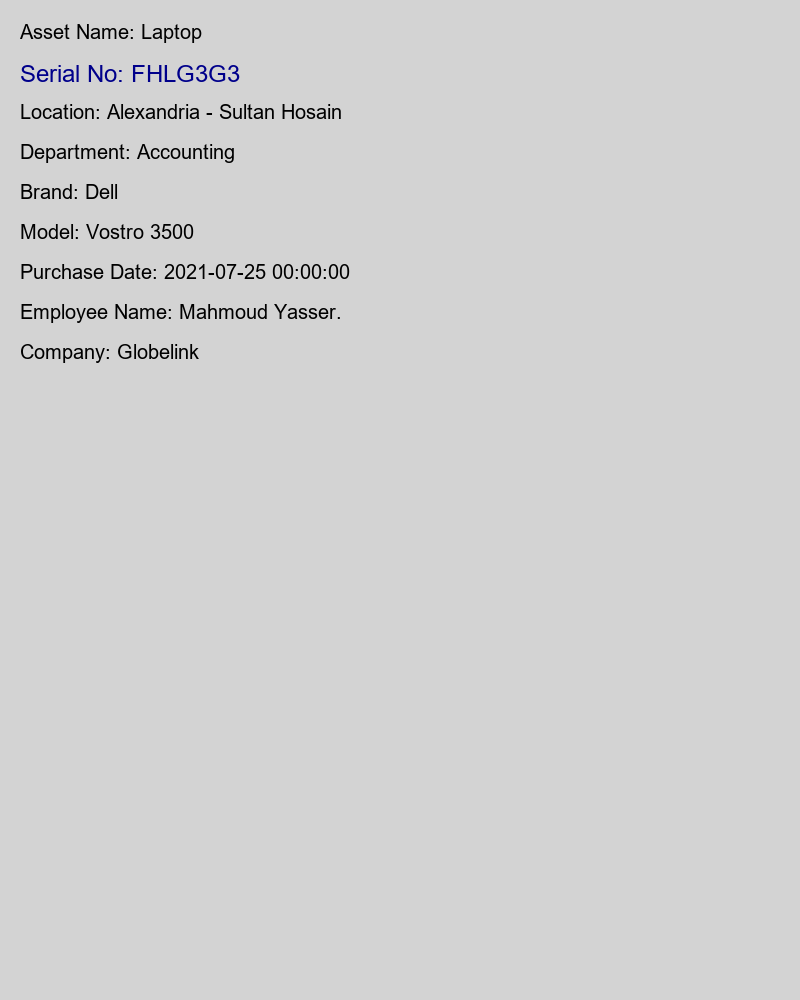 Asset Name: Laptop
Serial No: FHLG3G3
Location: Alexandria - Sultan Hosain
Department: Accounting
Brand: Dell
Model: Vostro 3500
Purchase Date: 2021-07-25 00:00:00
Employee Name: Mahmoud Yasser.
Company: Globelink